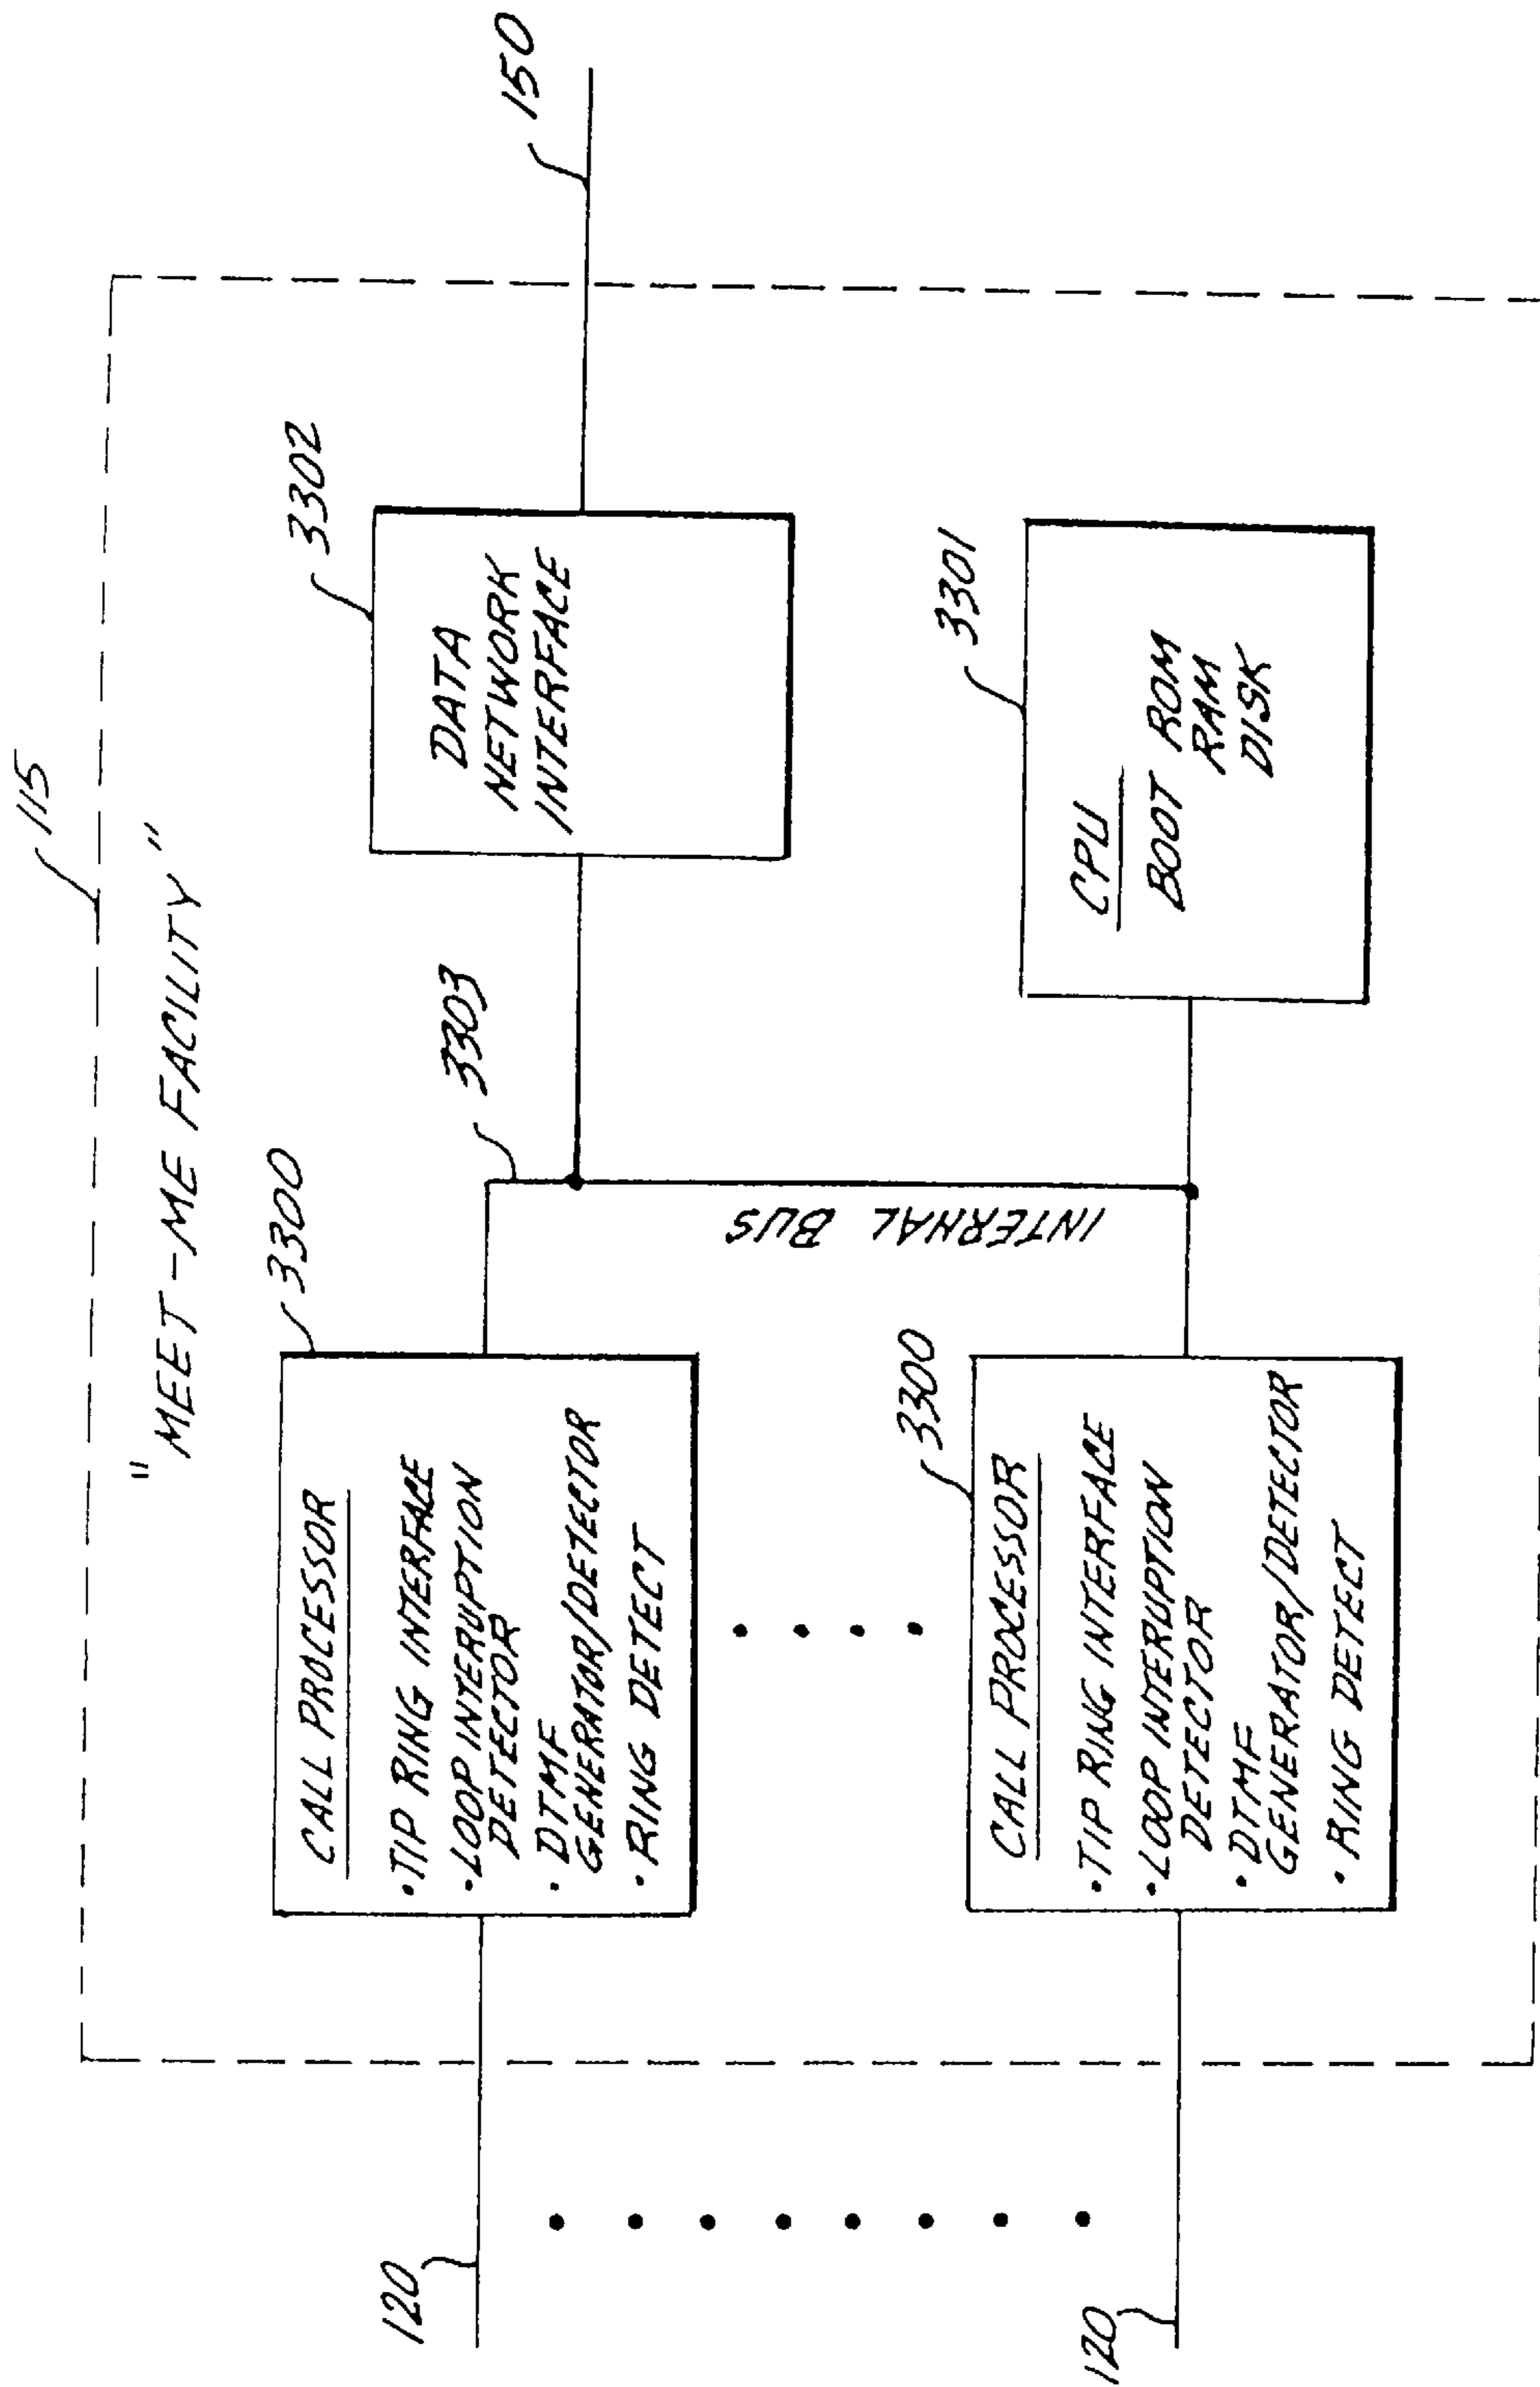 115
"MEET-ME FACILITY"
3300
CALL PROCESSOR
•TIP RING INTERFACE
•LOOP INTERUPTION
DETECTOR
•DTMF
GENERATOR/DETECTOR
•RING DETECT
120
3303
INTERNAL BUS
3302
DATA
NETWORK
INTERFACE
150
3300
CALL PROCESSOR
•TIP RING INTERFACE
•LOOP INTERRUPTION
DETECTOR
•DTMF
GENERATOR/DETECTOR
•RING DETECT
120
3301
CPU
BOOT ROM
RAM
DISK